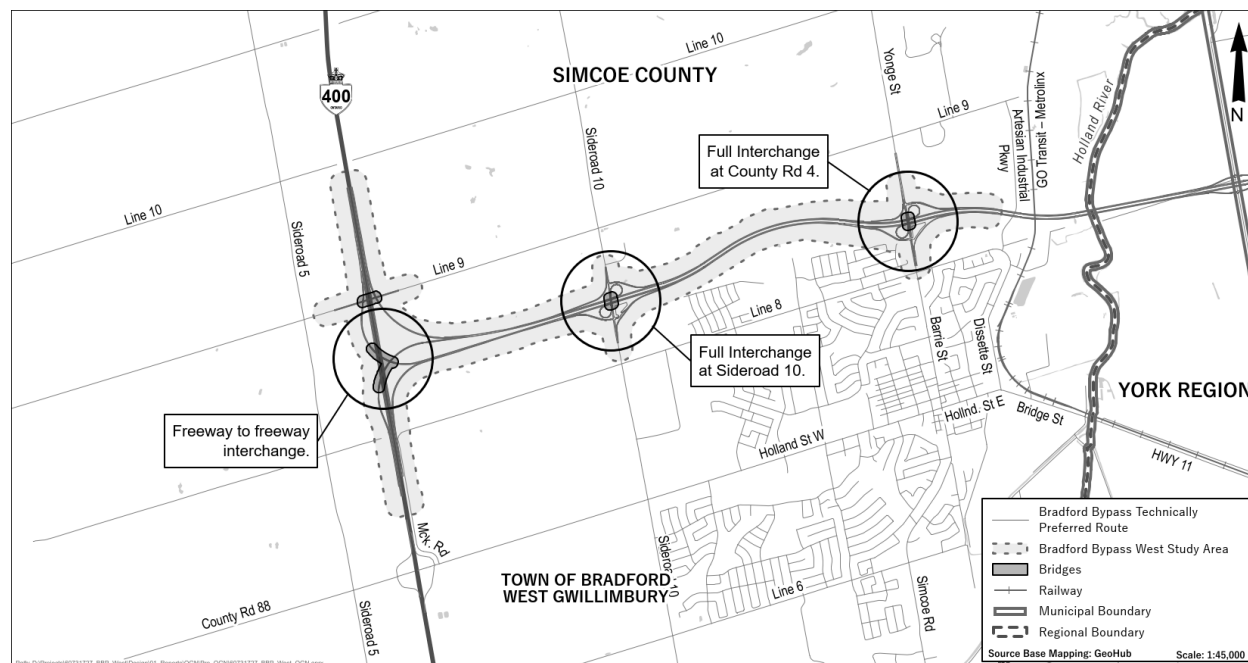 Line 10
SIMCOE COUNTY
400
Yonge St
Line 9
Sideroad 10
Full Interchange
at County Rd 4.
Artesian Industrial
Pkwy
GO Transit – Metrolinx
Holland River
N
Line 10
Sideroad 5
Line 9
Line 8
Full Interchange
at Sideroad 10.
Barrie St
Dissette St
YORK REGION
Freeway to freeway
interchange.
Hollnd. St E
Bridge St
Holland St W
HWY 11
McK. Rd
Sideroad 10
TOWN OF BRADFORD
WEST GWILLIMBURY
Line 6
Simcoe Rd
County Rd 88
Sideroad 5
Bradford Bypass Technically
Preferred Route
Bradford Bypass West Study Area
Bridges
Railway
Municipal Boundary
Regional Boundary
Source Base Mapping: GeoHub
Scale: 1:45,000